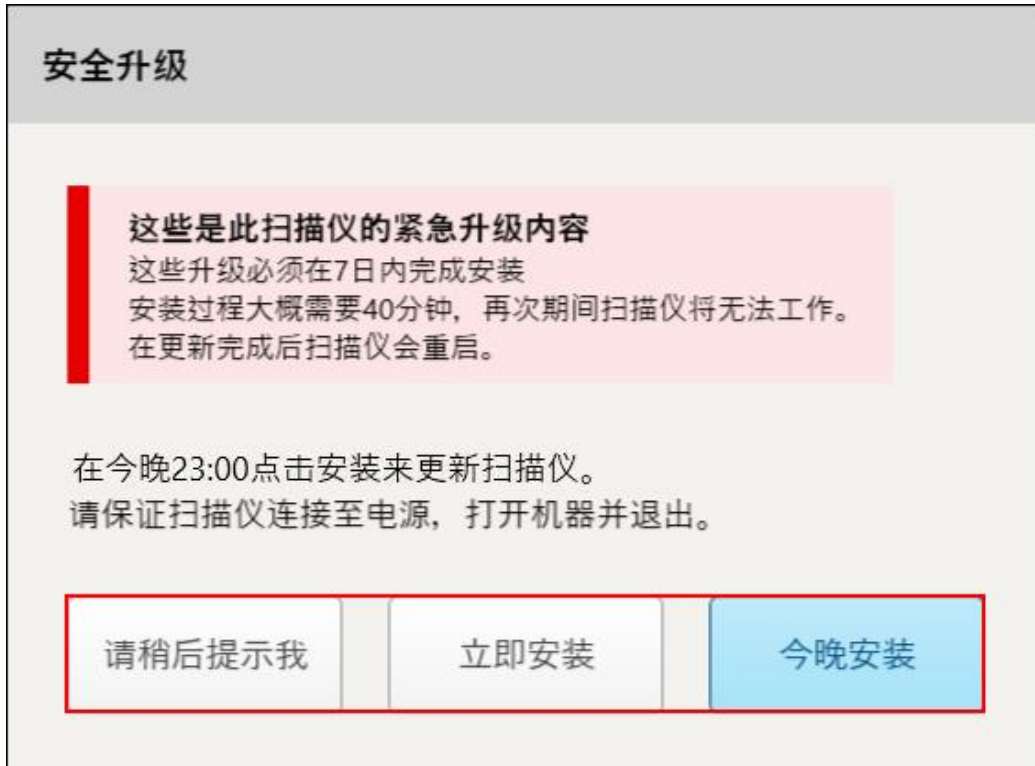 安全升级
这些是此扫描仪的紧急升级内容
这些升级必须在7日内完成安装
安装过程大概需要40分钟，再次期间扫描仪将无法工作。
在更新完成后扫描仪会重启。
在今晚23:00点击安装来更新扫描仪。
请保证扫描仪连接至电源，打开机器并退出。
请稍后提示我
立即安装
今晚安装